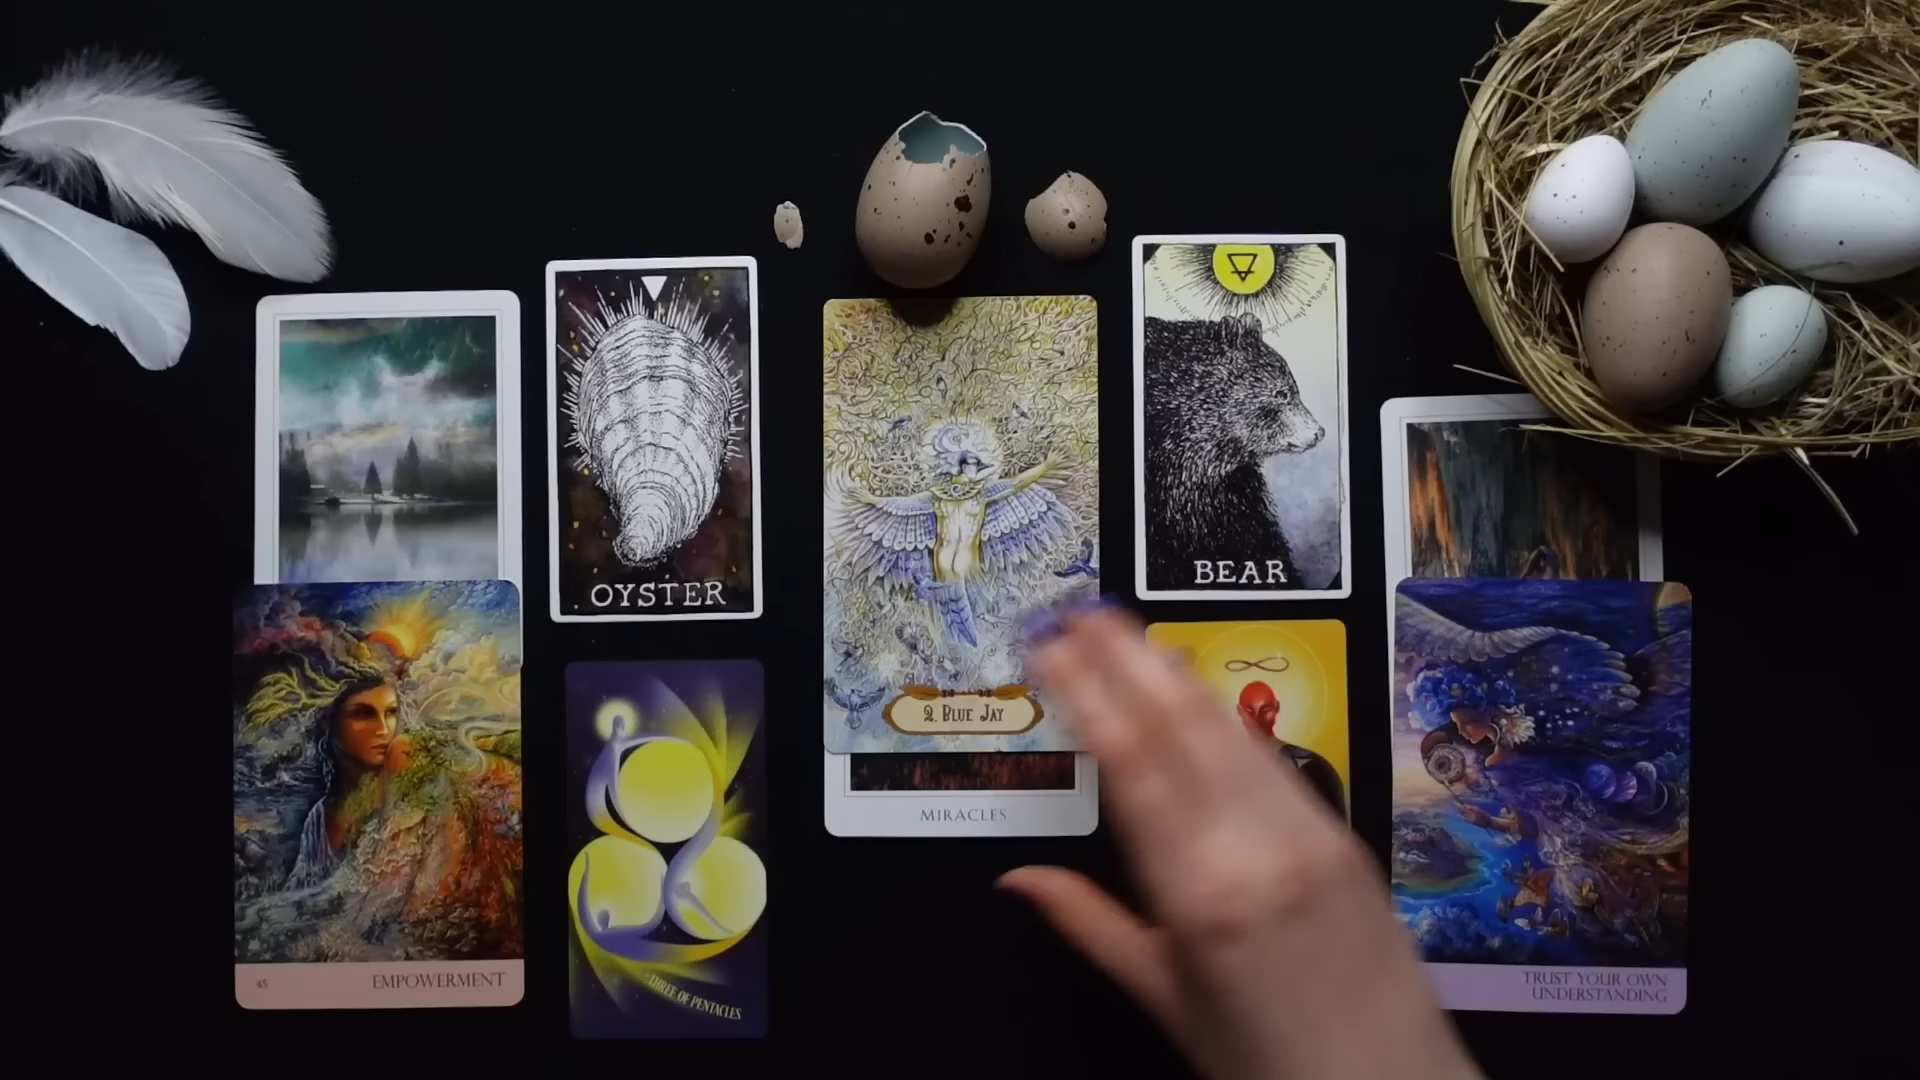 OYSTER
BEAR
2. BLUE JAY
MIRACLES
45 EMPOWERMENT
THREE OF PENTACLES
TRUST YOUR OWN
UNDERSTANDING